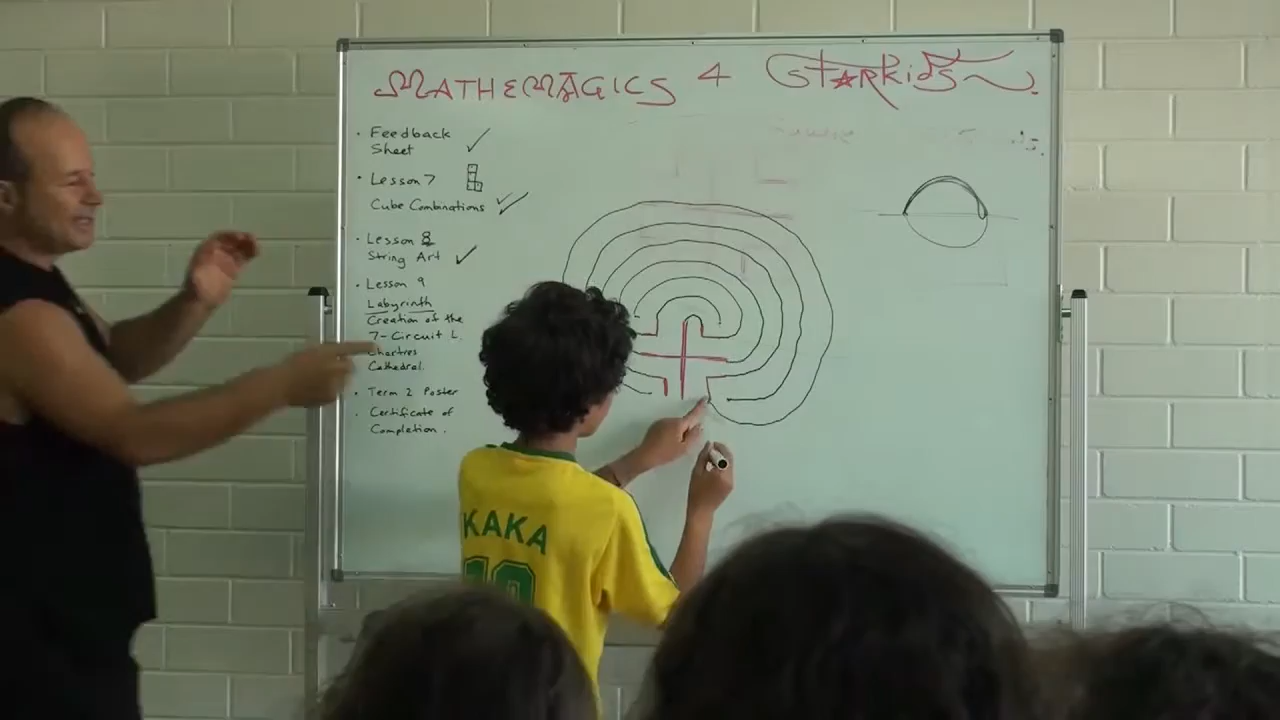 MATHEMAGICS 4 StarKids
• Feedback
Sheet ✓
• Lesson 7
Cube Combinations ✓✓
• Lesson 8
String Art ✓
• Lesson 9
Labyrinth
Creation of the
7-Circuit L.
Chartres
Cathedral.
• Term 2 Poster
• Certificate of
Completion.
KAKA
10